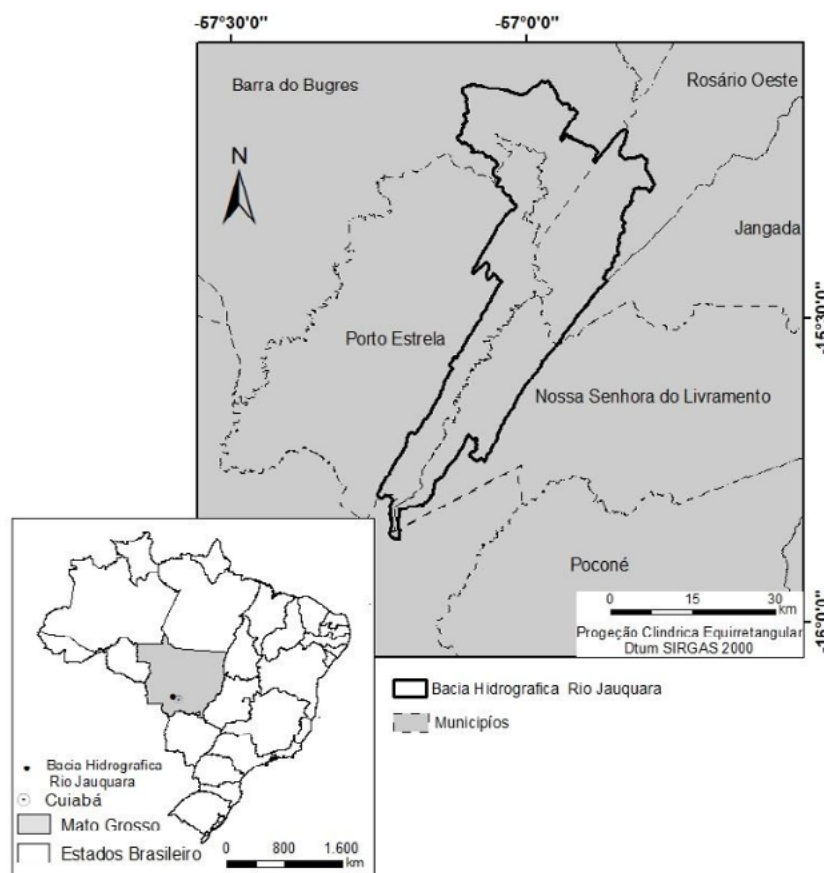 -57°30'0"
-57°0'0"
Barra do Bugres
Rosário Oeste
N
Jangada
-15°30'0"
Porto Estrela
Nossa Senhora do Livramento
Poconé
0 15 30
km
Progeção Clindrica Equirretangular
Dtum SIRGAS 2000
-16°0'0"
Bacia Hidrografica Rio Jauquara
Municipíos
Bacia Hidrografica
Rio Jauquara
Cuiabá
Mato Grosso
Estados Brasileiro
0 800 1.600
km